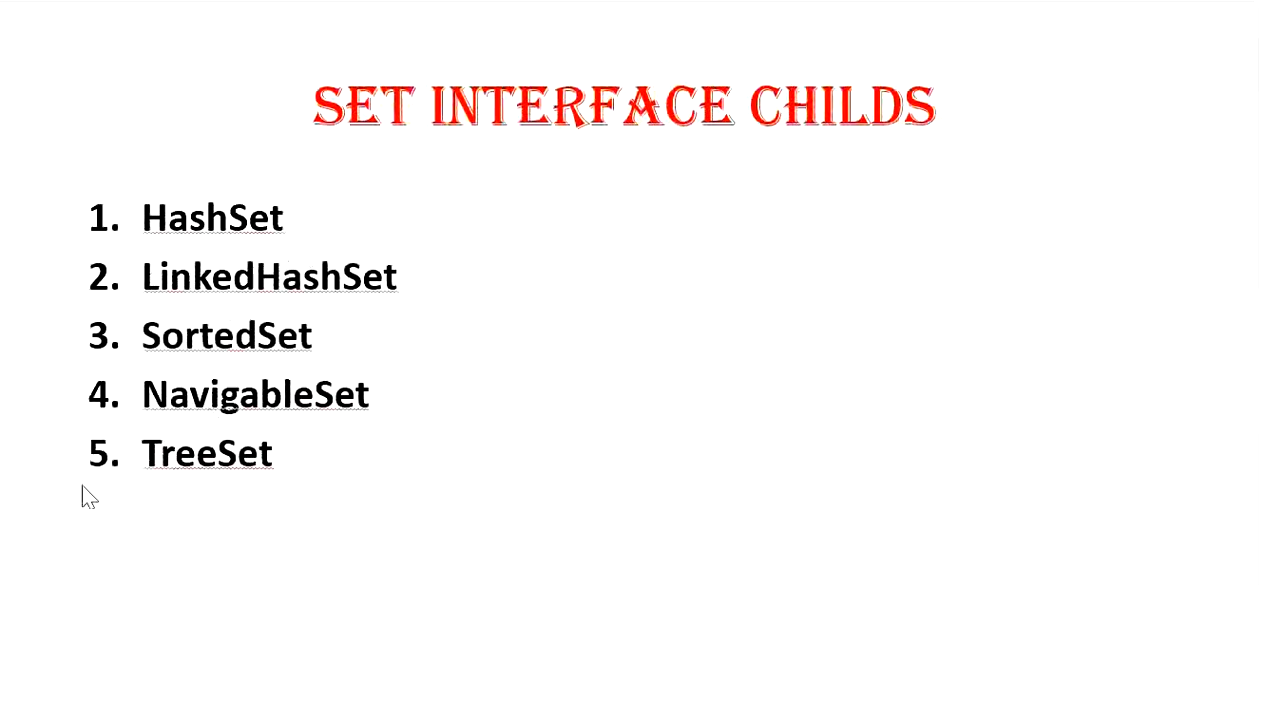 SET INTERFACE CHILDS
1. HashSet
2. LinkedHashSet
3. SortedSet
4. NavigableSet
5. TreeSet